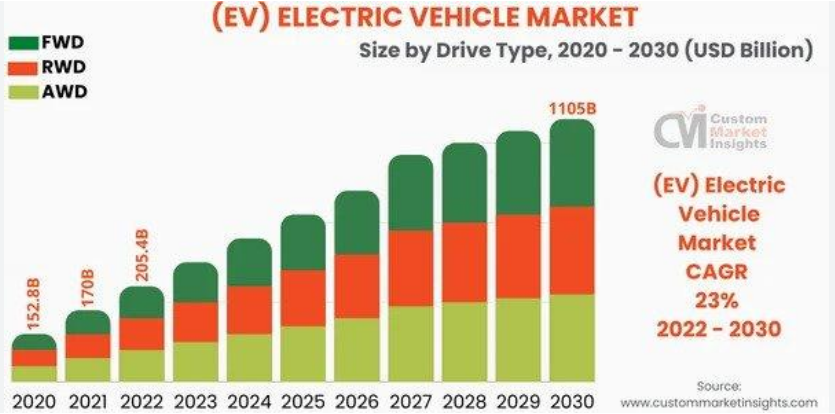 (EV) ELECTRIC VEHICLE MARKET
Size by Drive Type, 2020 - 2030 (USD Billion)
FWD
RWD
AWD
152.8B
170B
205.4B
1105B
2020 2021 2022 2023 2024 2025 2026 2027 2028 2029 2030
CMI Custom
Market
Insights
(EV) Electric
Vehicle
Market
CAGR
23%
2022 - 2030
Source:
www.custommarketinsights.com